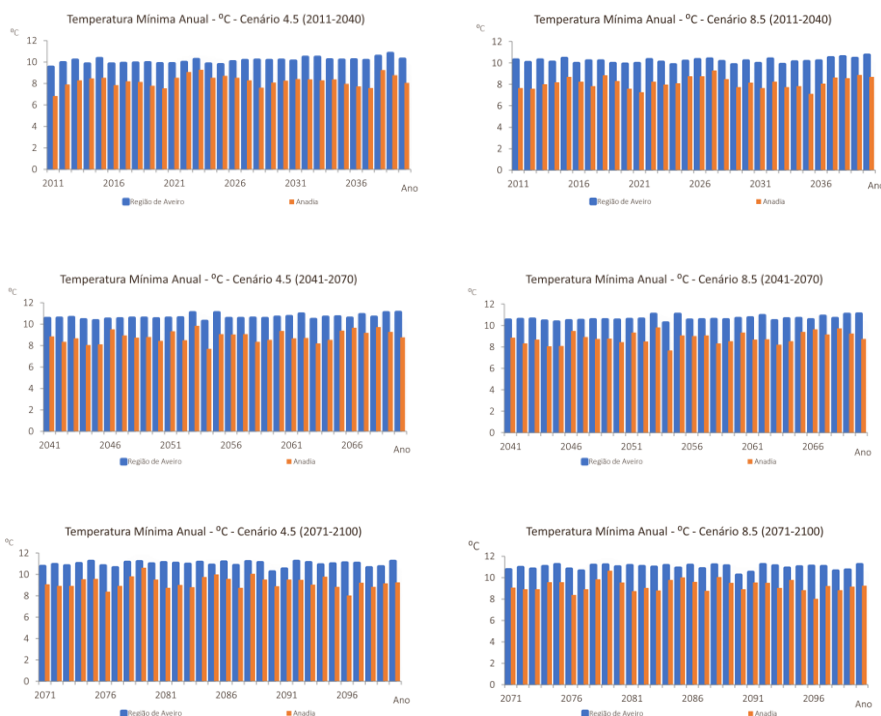 Temperatura Mínima Anual - ºC - Cenário 4.5 (2011-2040)
ºC
12
10
8
6
4
2
0
2011 2016 2021 2026 2031 2036 Ano
Região de Aveiro Anadia
Temperatura Mínima Anual - ºC - Cenário 8.5 (2011-2040)
ºC
12
10
8
6
4
2
0
2011 2016 2021 2026 2031 2036 Ano
Região de Aveiro Anadia
Temperatura Mínima Anual - ºC - Cenário 4.5 (2041-2070)
ºC
12
10
8
6
4
2
0
2041 2046 2051 2056 2061 2066 Ano
Região de Aveiro Anadia
Temperatura Mínima Anual - ºC - Cenário 8.5 (2041-2070)
ºC
12
10
8
6
4
2
0
2041 2046 2051 2056 2061 2066 Ano
Região de Aveiro Anadia
Temperatura Mínima Anual - ºC - Cenário 4.5 (2071-2100)
ºC
12
10
8
6
4
2
0
2071 2076 2081 2086 2091 2096 Ano
Região de Aveiro Anadia
Temperatura Mínima Anual - ºC - Cenário 8.5 (2071-2100)
ºC
12
10
8
6
4
2
0
2071 2076 2081 2086 2091 2096 Ano
Região de Aveiro Anadia